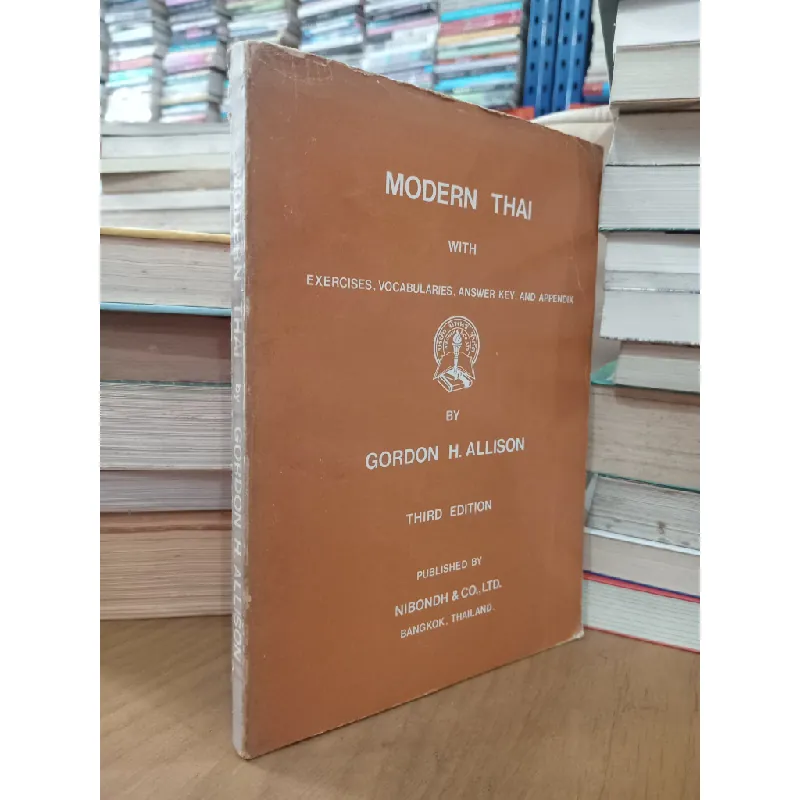 MODERN THAI
WITH
EXERCISES, VOCABULARIES, ANSWER KEY, AND APPENDIX
BY
GORDON H. ALLISON
THIRD EDITION
PUBLISHED BY
NIBONDH & CO., LTD.
BANGKOK, THAILAND.
MODERN THAI by GORDON H ALLISON